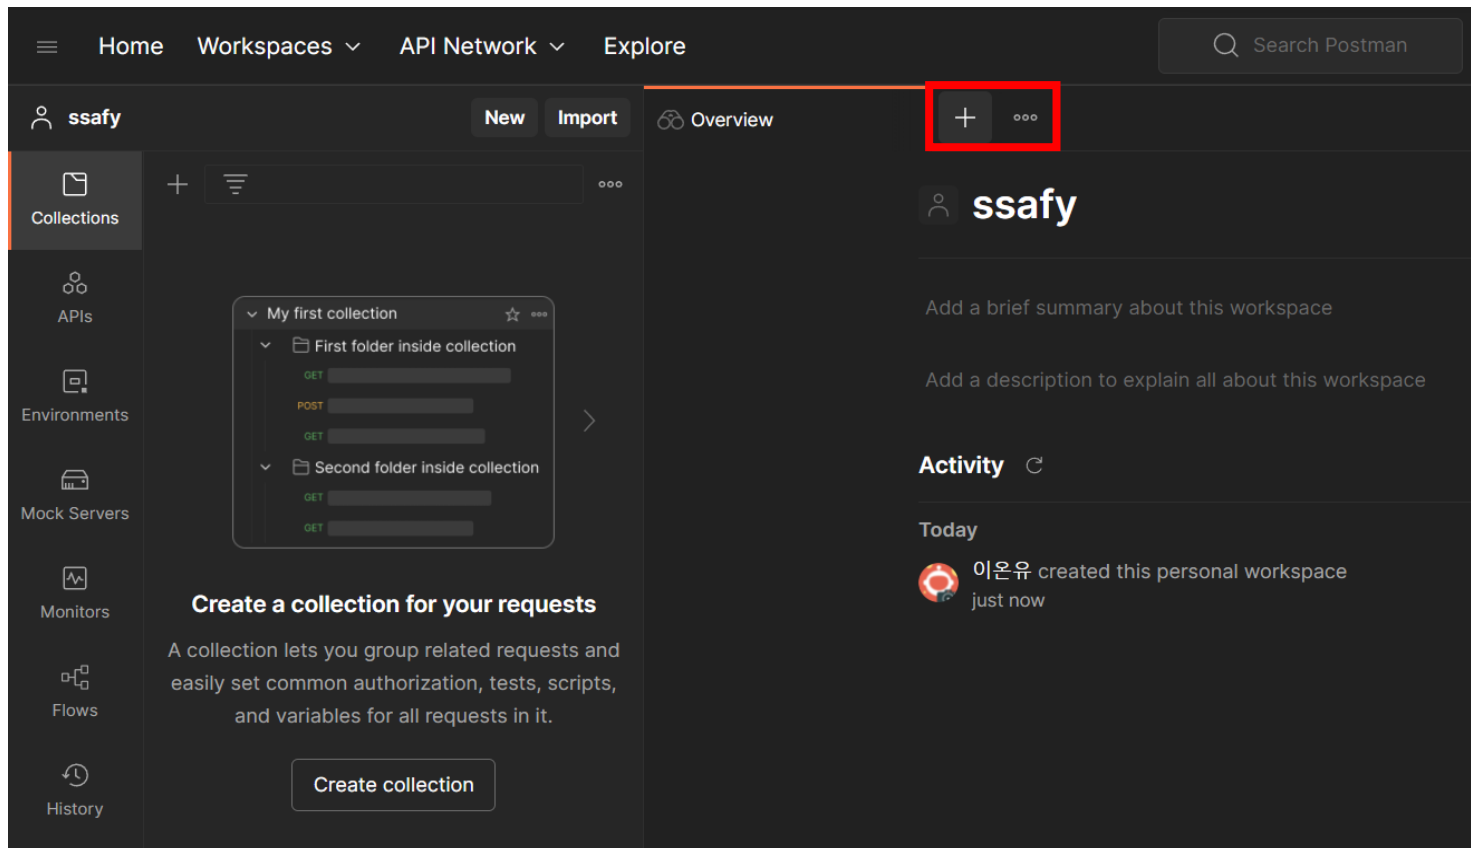 Home Workspaces API Network Explore Search Postman
ssafy New Import
Overview
Collections
APIs
Environments
Mock Servers
Monitors
Flows
History
My first collection
First folder inside collection
GET
POST
GET
Second folder inside collection
GET
GET
Create a collection for your requests
A collection lets you group related requests and
easily set common authorization, tests, scripts,
and variables for all requests in it.
Create collection
ssafy
Add a brief summary about this workspace
Add a description to explain all about this workspace
Activity
Today
이온유 created this personal workspace
just now